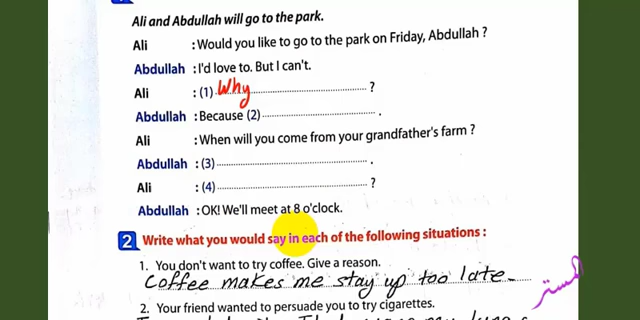 Ali and Abdullah will go to the park.
Ali : Would you like to go to the park on Friday, Abdullah ?
Abdullah : I'd love to. But I can't.
Ali : (1) Why ........................ ?
Abdullah : Because (2) ........................ .
Ali : When will you come from your grandfather's farm ?
Abdullah : (3) ........................ .
Ali : (4) ........................ ?
Abdullah : OK! We'll meet at 8 o'clock.
2 Write what you would say in each of the following situations :
1. You don't want to try coffee. Give a reason.
Coffee makes me stay up too late.
2. Your friend wanted to persuade you to try cigarettes.